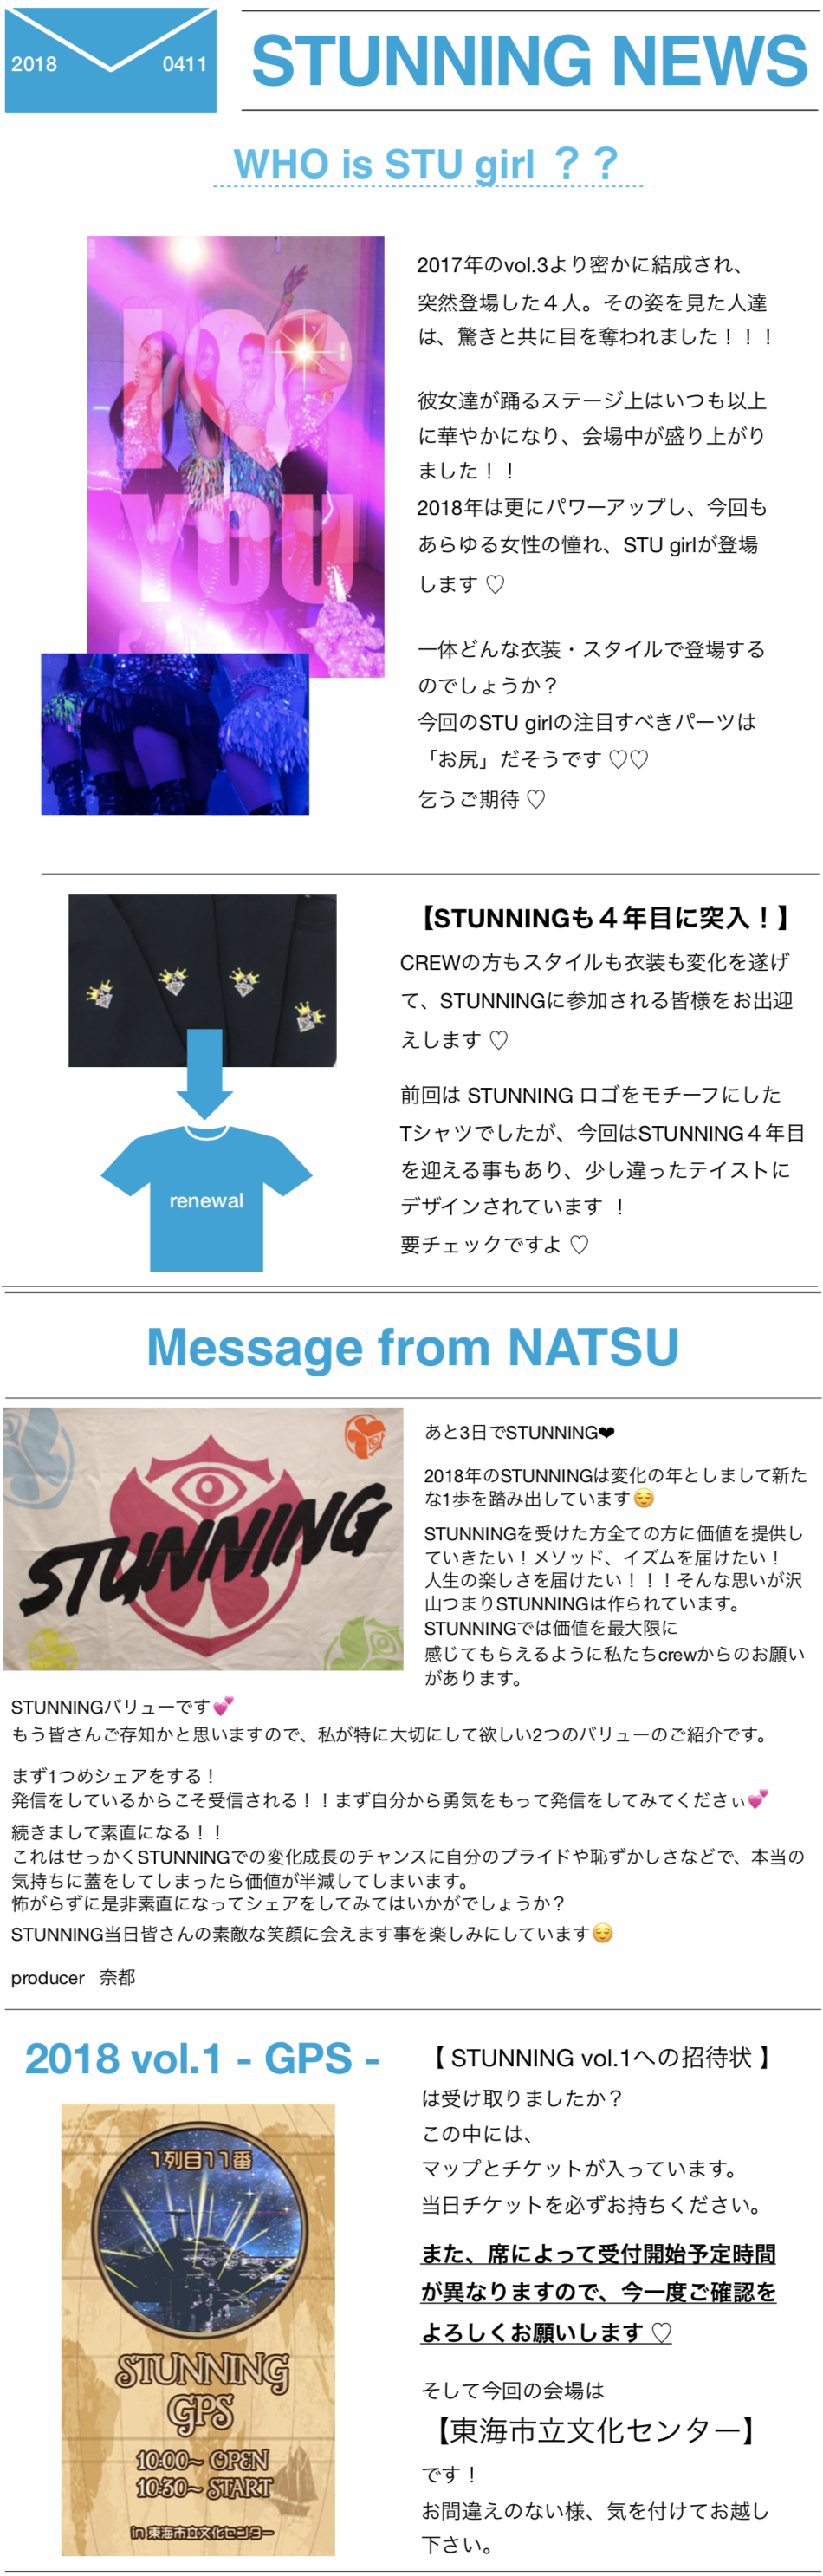 2018
0411
STUNNING NEWS
WHO is STU girl ？？
I♡
YOU
2017年のvol.3より密かに結成され、
突然登場した４人。その姿を見た人達
は、驚きと共に目を奪われました！！！
彼女達が踊るステージ上はいつも以上
に華やかになり、会場中が盛り上がり
ました！！
2018年は更にパワーアップし、今回も
あらゆる女性の憧れ、STU girlが登場
します ♡
一体どんな衣装・スタイルで登場する
のでしょうか？
今回のSTU girlの注目すべきパーツは
「お尻」だそうです ♡♡
乞うご期待 ♡
【STUNNINGも４年目に突入！】
CREWの方もスタイルも衣装も変化を遂げ
て、STUNNINGに参加される皆様をお出迎
えします ♡
前回は STUNNING ロゴをモチーフにした
Tシャツでしたが、今回はSTUNNING４年目
を迎える事もあり、少し違ったテイストに
デザインされています ！
要チェックですよ ♡
renewal
Message from NATSU
STUNNING
あと3日でSTUNNING❤
2018年のSTUNNINGは変化の年としまして新た
な1歩を踏み出しています😌
STUNNINGを受けた方全ての方に価値を提供し
ていきたい！メソッド、イズムを届けたい！
人生の楽しさを届けたい！！！そんな思いが沢
山つまりSTUNNINGは作られています。
STUNNINGでは価値を最大限に
感じてもらえるように私たちcrewからのお願い
があります。
STUNNINGバリューです💕
もう皆さんご存知かと思いますので、私が特に大切にして欲しい2つのバリューのご紹介です。
まず1つめシェアをする！
発信をしているからこそ受信される！！まず自分から勇気をもって発信をしてみてくださぃ💕
続きまして素直になる！！
これはせっかくSTUNNINGでの変化成長のチャンスに自分のプライドや恥ずかしさなどで、本当の
気持ちに蓋をしてしまったら価値が半減してしまいます。
怖がらずに是非素直になってシェアをしてみてはいかがでしょうか？
STUNNING当日皆さんの素敵な笑顔に会えます事を楽しみにしています😌
producer 奈都
2018 vol.1 - GPS -
1列目11番
STUNNING
GPS
10:00~ OPEN
10:30~ START
in 東海市立文化センター
【 STUNNING vol.1への招待状 】
は受け取りましたか？
この中には、
マップとチケットが入っています。
当日チケットを必ずお持ちください。
また、席によって受付開始予定時間
が異なりますので、今一度ご確認を
よろしくお願いします ♡
そして今回の会場は
【東海市立文化センター】
です！
お間違えのない様、気を付けてお越し
下さい。